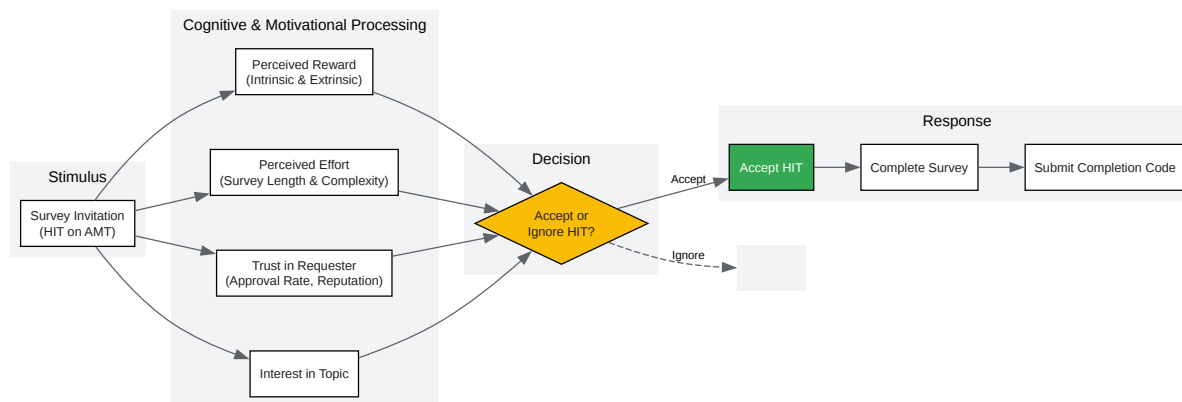 Cognitive & Motivational Processing
Perceived Reward
(Intrinsic & Extrinsic)
Perceived Effort
(Survey Length & Complexity)
Trust in Requester
(Approval Rate, Reputation)
Interest in Topic
Stimulus
Survey Invitation
(HIT on AMT)
Decision
Accept or
Ignore HIT?
Accept
Ignore
Response
Accept HIT
Complete Survey
Submit Completion Code